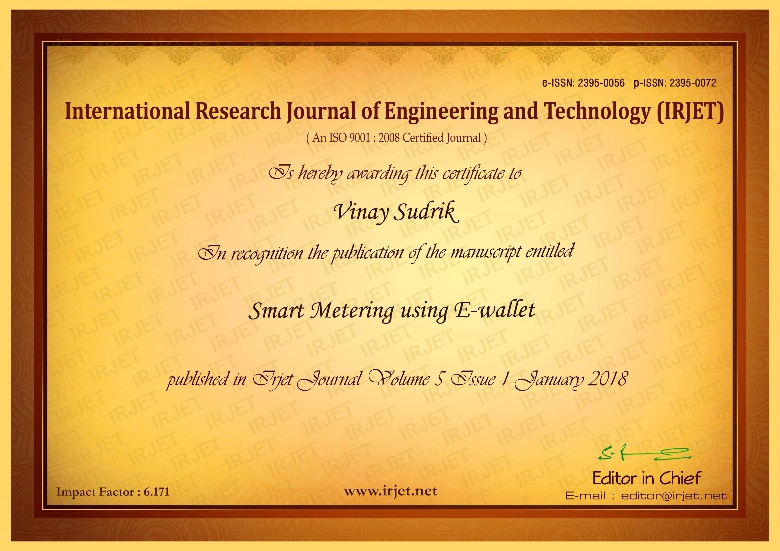 e-ISSN: 2395-0056 p-ISSN: 2395-0072
International Research Journal of Engineering and Technology (IRJET)
( An ISO 9001 : 2008 Certified Journal )
Is hereby awarding this certificate to
Vinay Sudrik
In recognition the publication of the manuscript entitled
Smart Metering using E-wallet
published in Irjet Journal Volume 5 Issue 1 January 2018
Editor in Chief
Impact Factor : 6.171
www.irjet.net
E-mail : editor@irjet.net